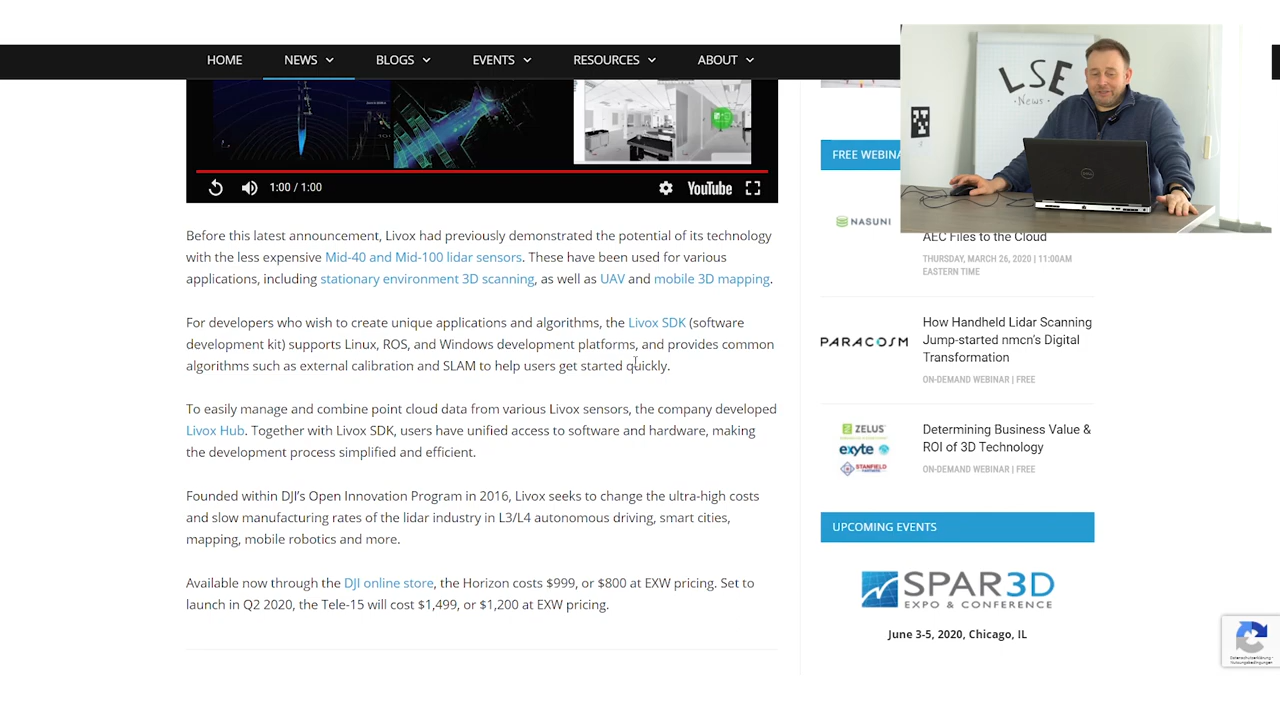 HOME
NEWS
BLOGS
EVENTS
RESOURCES
ABOUT
LSE
News
1:00 / 1:00
YouTube
Before this latest announcement, Livox had previously demonstrated the potential of its technology
with the less expensive Mid-40 and Mid-100 lidar sensors. These have been used for various
applications, including stationary environment 3D scanning, as well as UAV and mobile 3D mapping.
For developers who wish to create unique applications and algorithms, the Livox SDK (software
development kit) supports Linux, ROS, and Windows development platforms, and provides common
algorithms such as external calibration and SLAM to help users get started quickly.
To easily manage and combine point cloud data from various Livox sensors, the company developed
Livox Hub. Together with Livox SDK, users have unified access to software and hardware, making
the development process simplified and efficient.
Founded within DJI's Open Innovation Program in 2016, Livox seeks to change the ultra-high costs
and slow manufacturing rates of the lidar industry in L3/L4 autonomous driving, smart cities,
mapping, mobile robotics and more.
Available now through the DJI online store, the Horizon costs $999, or $800 at EXW pricing. Set to
launch in Q2 2020, the Tele-15 will cost $1,499, or $1,200 at EXW pricing.
FREE WEBINA
NASUNI
AEC Files to the Cloud
THURSDAY, MARCH 26, 2020 | 11:00AM
EASTERN TIME
PARACOSM
How Handheld Lidar Scanning
Jump-started nmcn's Digital
Transformation
ON-DEMAND WEBINAR | FREE
ZELUS
exyte
STANFIELD
Determining Business Value &
ROI of 3D Technology
ON-DEMAND WEBINAR | FREE
UPCOMING EVENTS
SPAR3D
EXPO & CONFERENCE
June 3-5, 2020, Chicago, IL
Datenschutzerklärung -
Nutzungsbedingungen